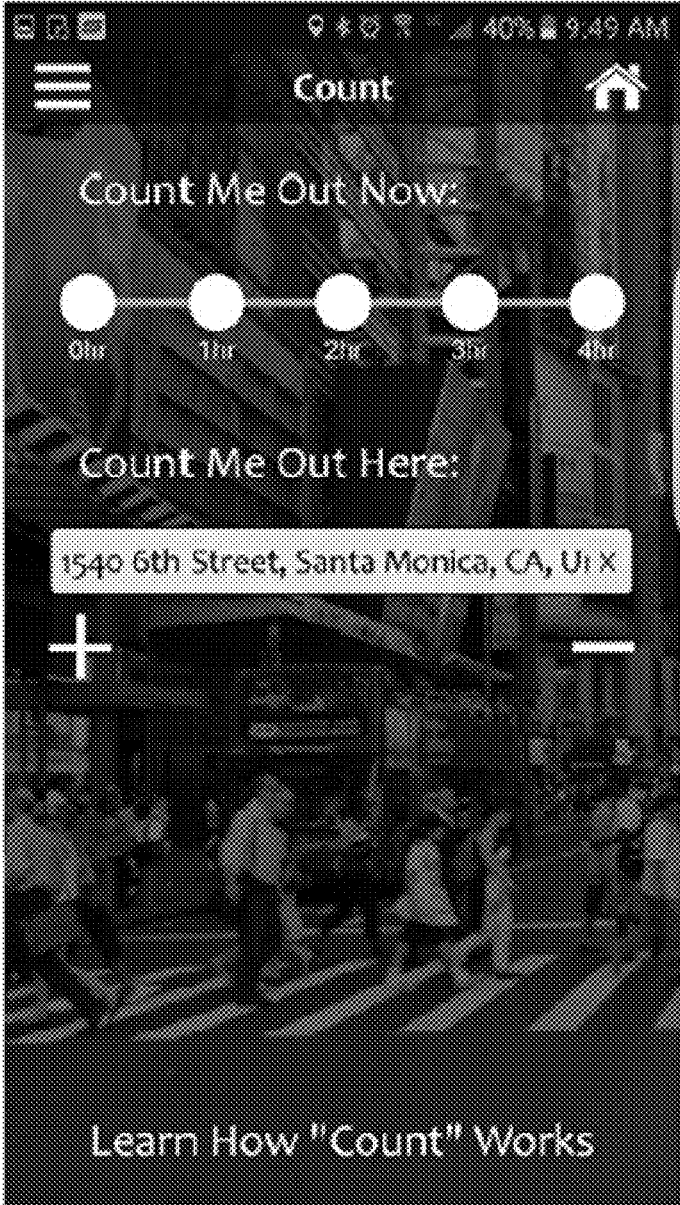 40% 9:49 AM
Count
Count Me Out Now:
0hr 1hr 2hr 3hr 4hr
Count Me Out Here:
1540 6th Street, Santa Monica, CA, U X
Learn How "Count" Works